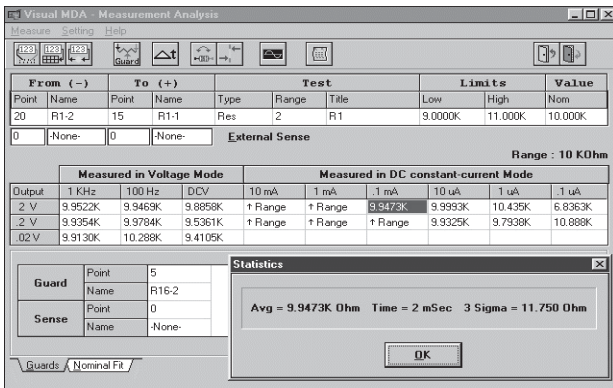 Visual MDA - Measurement Analysis
Measure Setting Help
123 123 123 Guard Δt
From (-) To (+) Test Limits Value
Point Name Point Name Type Range Title Low High Nom
20 R1-2 15 R1-1 Res 2 R1 9.0000K 11.000K 10.000K
0 -None- 0 -None- External Sense
Range : 10 KOhm
Measured in Voltage Mode Measured in DC constant-current Mode
Output 1 KHz 100 Hz DCV 10 mA 1 mA .1 mA 10 uA 1 uA .1 uA
2 V 9.9522K 9.9469K 9.8858K ↑ Range ↑ Range 9.9473K 9.9993K 10.435K 6.8363K
.2 V 9.9354K 9.9784K 9.5361K ↑ Range ↑ Range ↑ Range 9.9325K 9.7938K 10.888K
.02 V 9.9130K 10.288K 9.4105K
Guard Point 5
Name R16-2
Sense Point 0
Name -None-
Guards Nominal Fit
Statistics
Avg = 9.9473K Ohm Time = 2 mSec 3 Sigma = 11.750 Ohm
OK